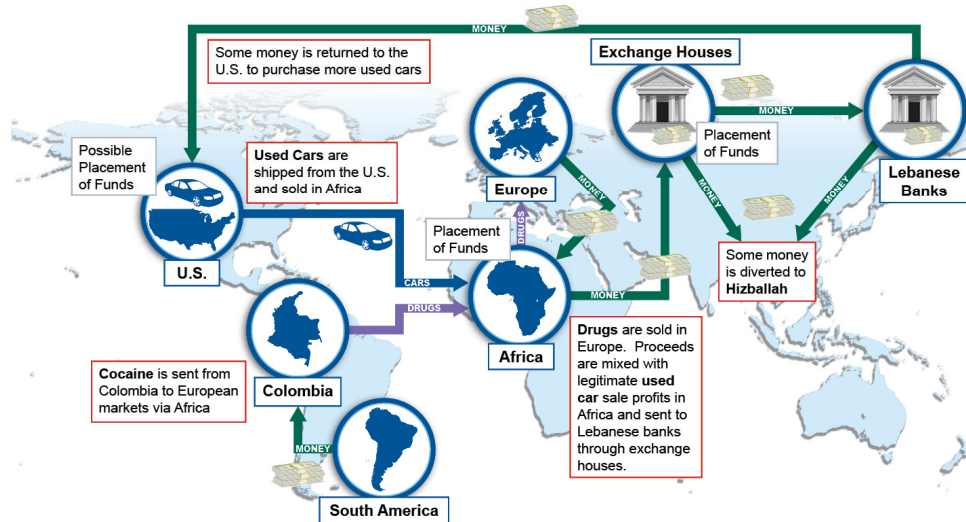 MONEY
Some money is returned to the
U.S. to purchase more used cars
Exchange Houses
Possible
Placement
of Funds
Used Cars are
shipped from the U.S.
and sold in Africa
MONEY
Placement
of Funds
Europe
Lebanese
Banks
MONEY
MONEY
MONEY
DRUGS
Placement
of Funds
U.S.
Some money
is diverted to
Hizballah
CARS
MONEY
DRUGS
Africa
Drugs are sold in
Europe. Proceeds
are mixed with
legitimate used
car sale profits in
Africa and sent to
Lebanese banks
through exchange
houses.
Cocaine is sent from
Colombia to European
markets via Africa
Colombia
MONEY
South America